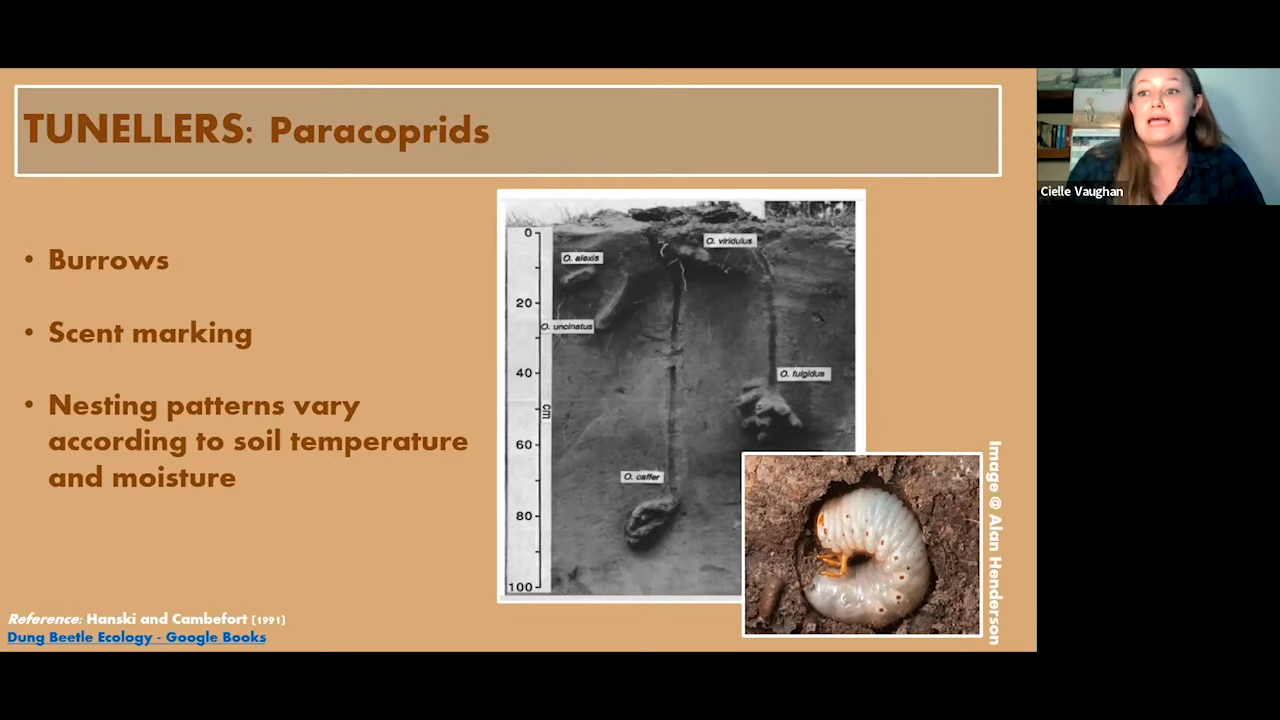 TUNELLERS: Paracoprids
Cielle Vaughan
• Burrows
• Scent marking
• Nesting patterns vary
according to soil temperature
and moisture
0
20
40
cm
60
80
100
O. viridulus
O. alexis
O. uncinatus
O. fulgidus
O. caffer
Image @ Alan Henderson
Reference: Hanski and Cambefort (1991)
Dung Beetle Ecology - Google Books